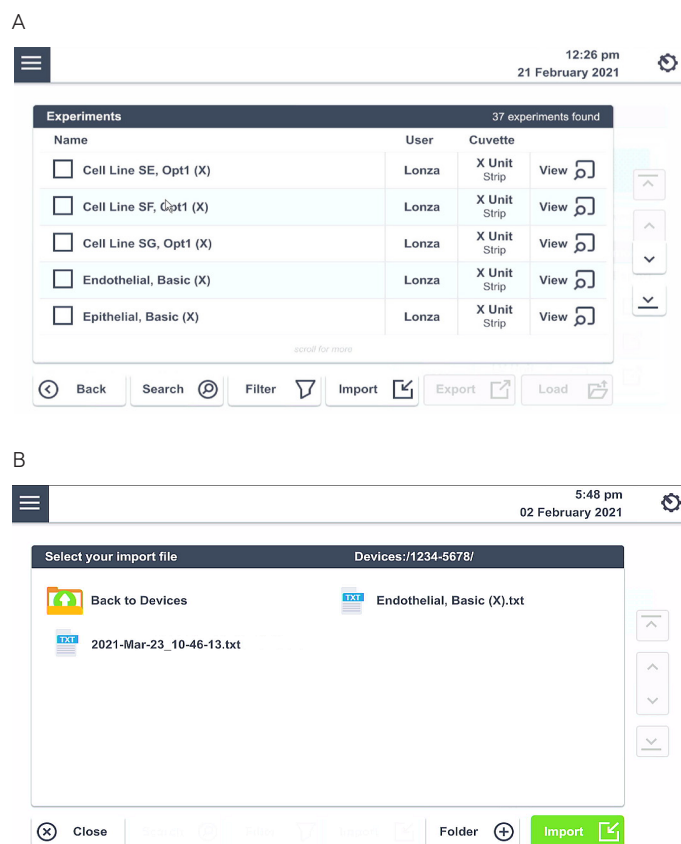 A
12:26 pm
21 February 2021
Experiments 37 experiments found
Name User Cuvette
Cell Line SE, Opt1 (X) Lonza X Unit Strip View
Cell Line SF, Opt1 (X) Lonza X Unit Strip View
Cell Line SG, Opt1 (X) Lonza X Unit Strip View
Endothelial, Basic (X) Lonza X Unit Strip View
Epithelial, Basic (X) Lonza X Unit Strip View
scroll for more
Back Search Filter Import Export Load
B
5:48 pm
02 February 2021
Select your import file Devices:/1234-5678/
Back to Devices TXT Endothelial, Basic (X).txt
TXT 2021-Mar-23_10-46-13.txt
Close Folder Import